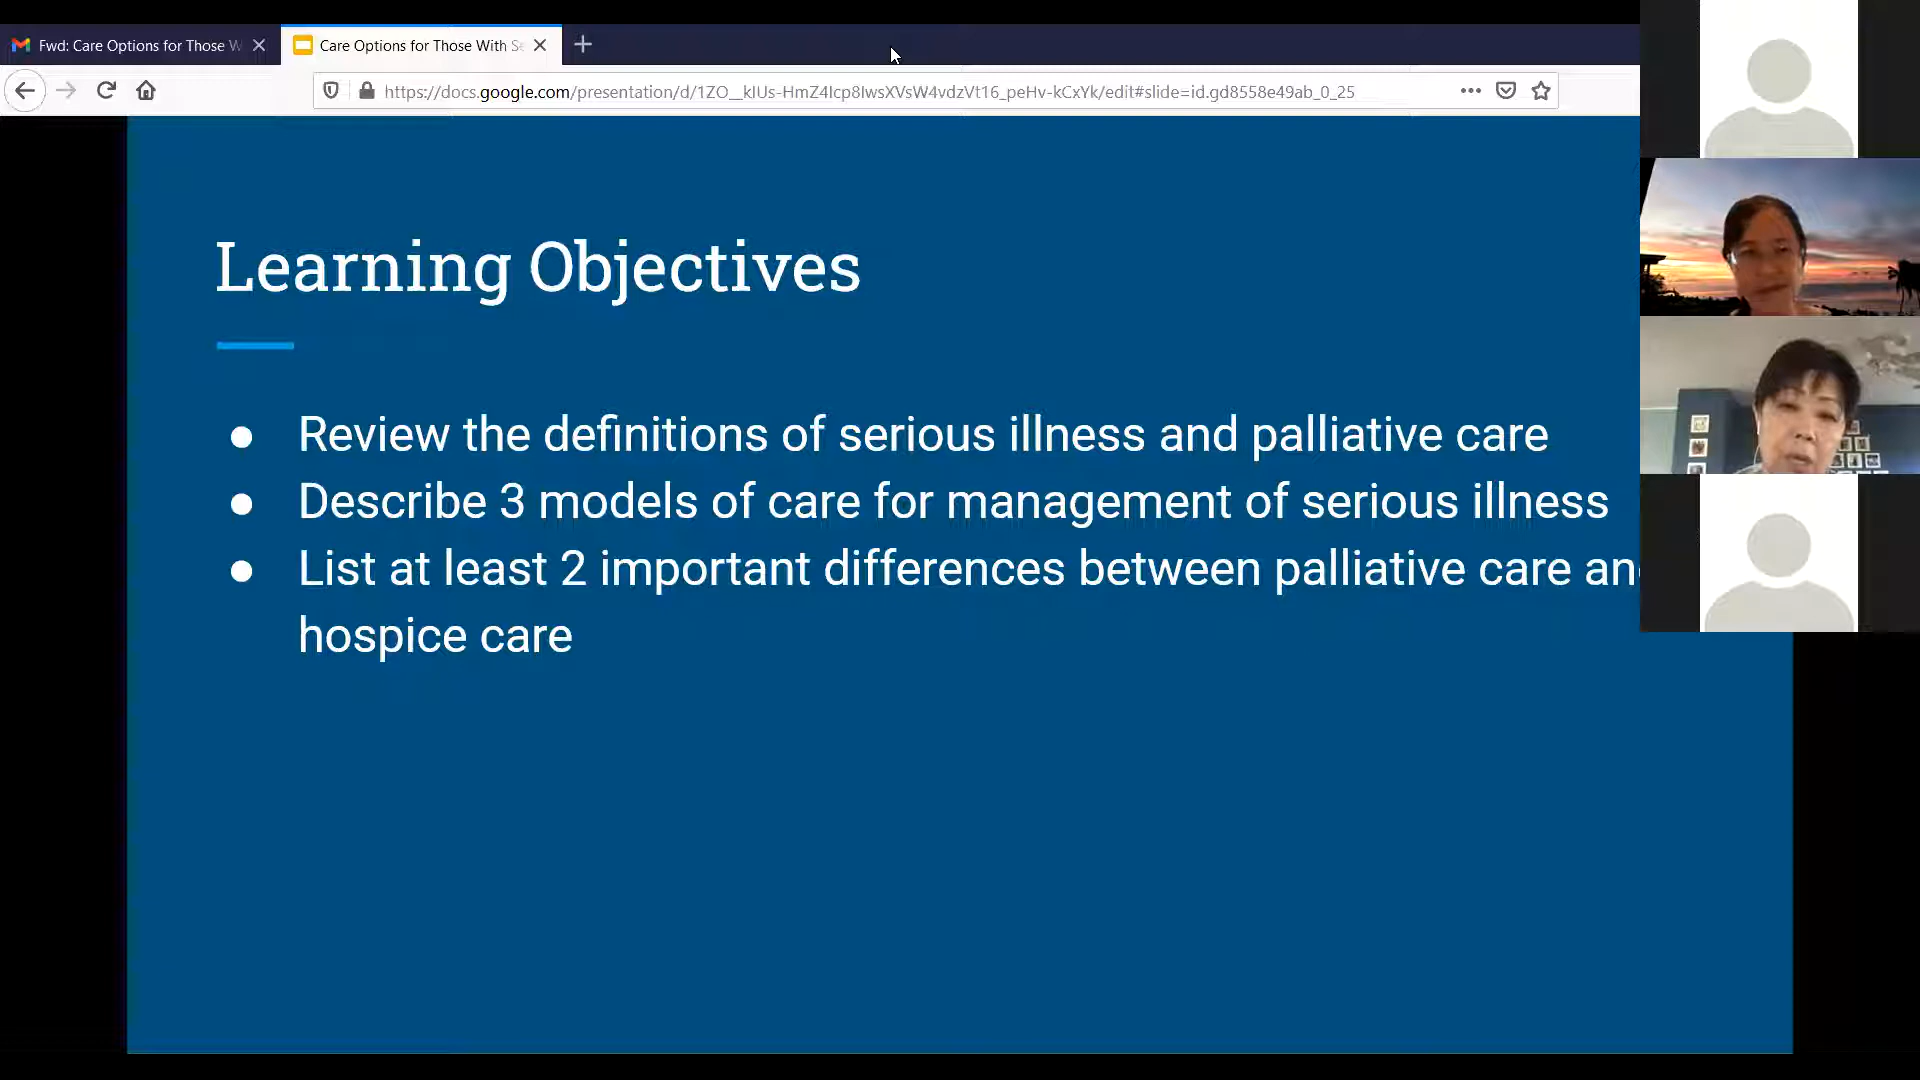 Fwd: Care Options for Those W
Care Options for Those With Se
https://docs.google.com/presentation/d/1ZO__kIUs-HmZ4Icp8IwsXVsW4vdzVt16_peHv-kCxYk/edit#slide=id.gd8558e49ab_0_25
Learning Objectives
● Review the definitions of serious illness and palliative care
● Describe 3 models of care for management of serious illness
● List at least 2 important differences between palliative care an
hospice care